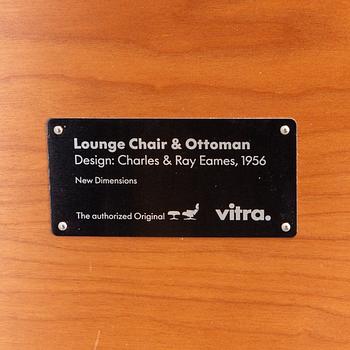 Lounge Chair & Ottoman
Design: Charles & Ray Eames, 1956
New Dimensions
The authorized Original vitra.